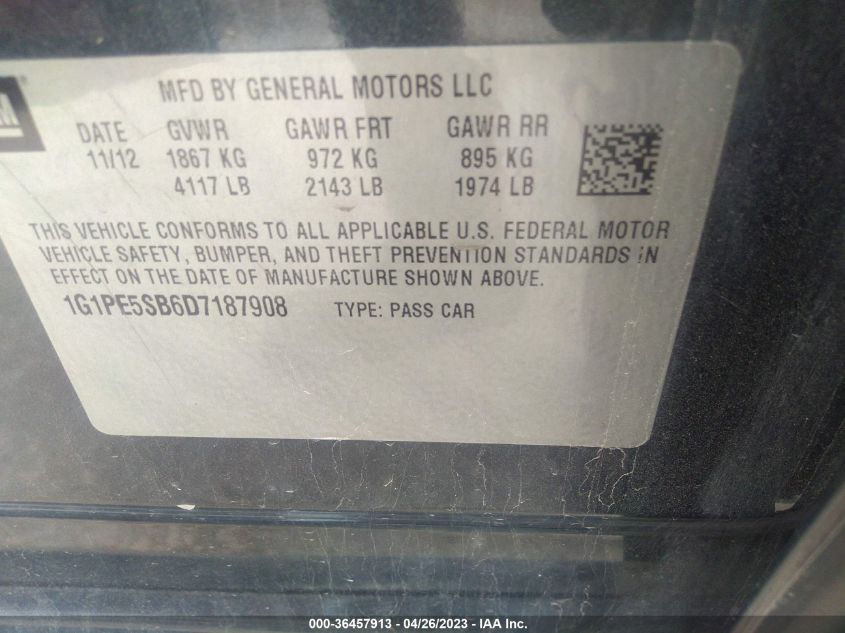 MFD BY GENERAL MOTORS LLC
GM ®
DATE GVWR GAWR FRT GAWR RR
11/12 1867 KG 972 KG 895 KG
4117 LB 2143 LB 1974 LB
THIS VEHICLE CONFORMS TO ALL APPLICABLE U.S. FEDERAL MOTOR
VEHICLE SAFETY, BUMPER, AND THEFT PREVENTION STANDARDS IN
EFFECT ON THE DATE OF MANUFACTURE SHOWN ABOVE.
1G1PE5SB6D7187908 TYPE: PASS CAR
000-36457913 - 04/26/2023 - IAA Inc.